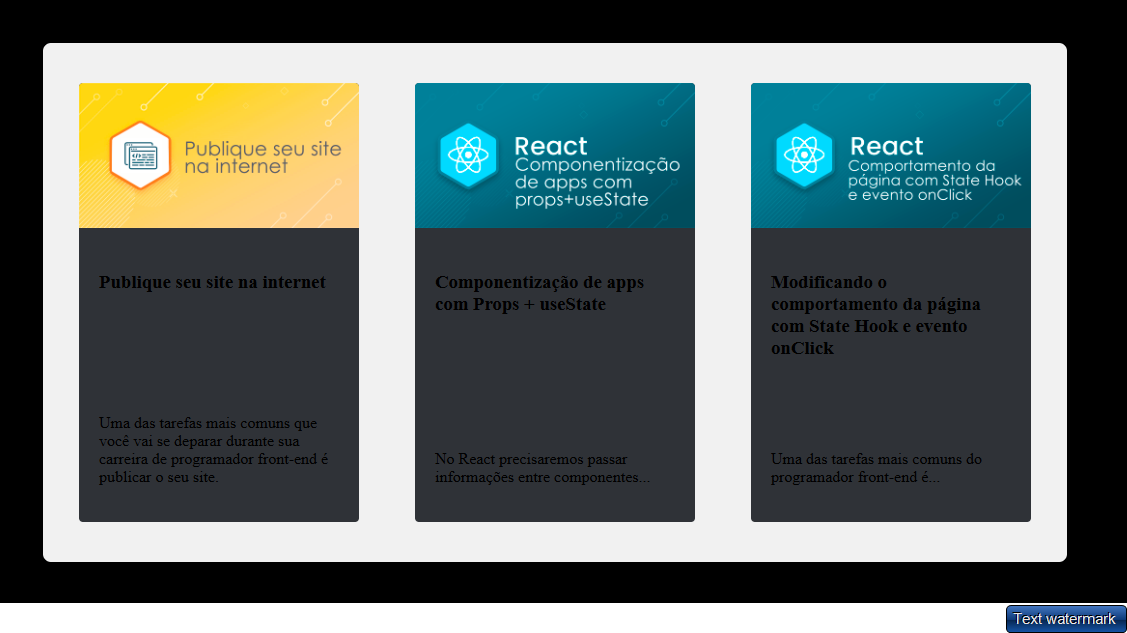 Publique seu site
na internet
React
Componentização
de apps com
props+useState
React
Comportamento da
página com State Hook
e evento onClick
Publique seu site na internet
Componentização de apps
com Props + useState
Modificando o
comportamento da página
com State Hook e evento
onClick
Uma das tarefas mais comuns que
você vai se deparar durante sua
carreira de programador front-end é
publicar o seu site.
No React precisaremos passar
informações entre componentes...
Uma das tarefas mais comuns do
programador front-end é...
Text watermark